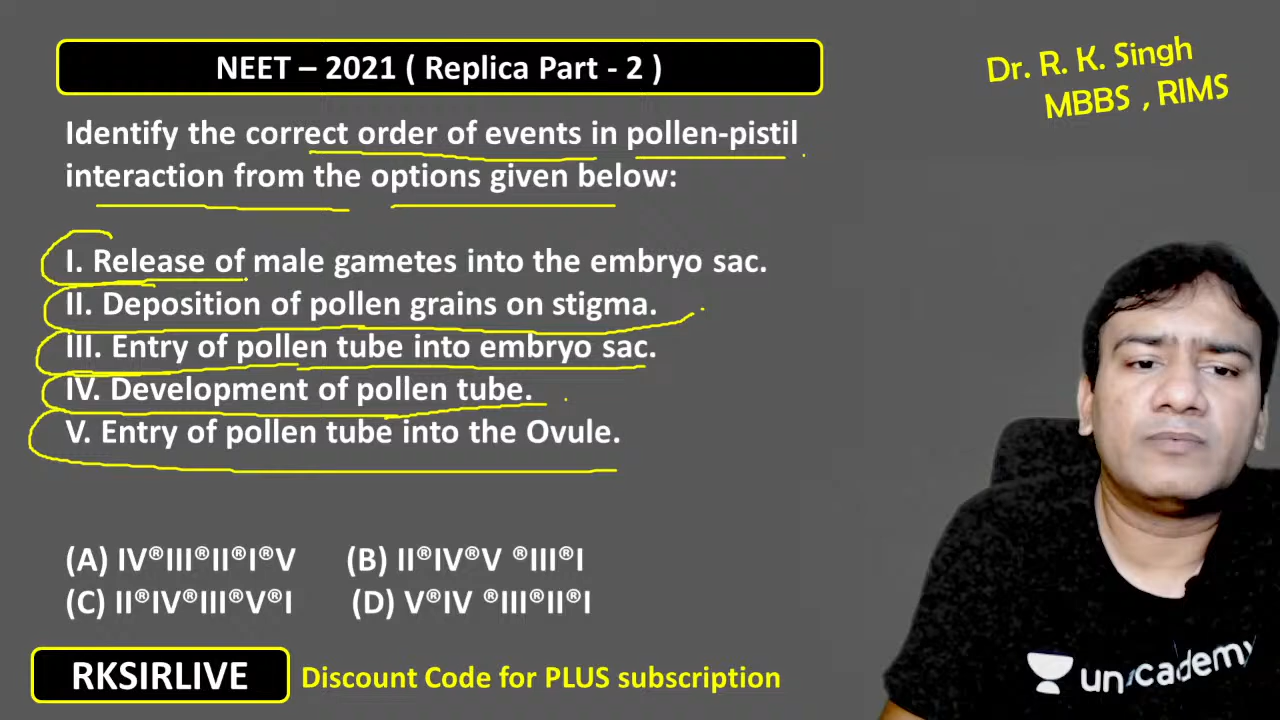 NEET – 2021 ( Replica Part - 2 )
Dr. R. K. Singh
MBBS , RIMS
Identify the correct order of events in pollen-pistil
interaction from the options given below:
I. Release of male gametes into the embryo sac.
II. Deposition of pollen grains on stigma.
III. Entry of pollen tube into embryo sac.
IV. Development of pollen tube.
V. Entry of pollen tube into the Ovule.
(A) IV®III®II®I®V (B) II®IV®V ®III®I
(C) II®IV®III®V®I (D) V®IV ®III®II®I
RKSIRLIVE Discount Code for PLUS subscription
unacademy